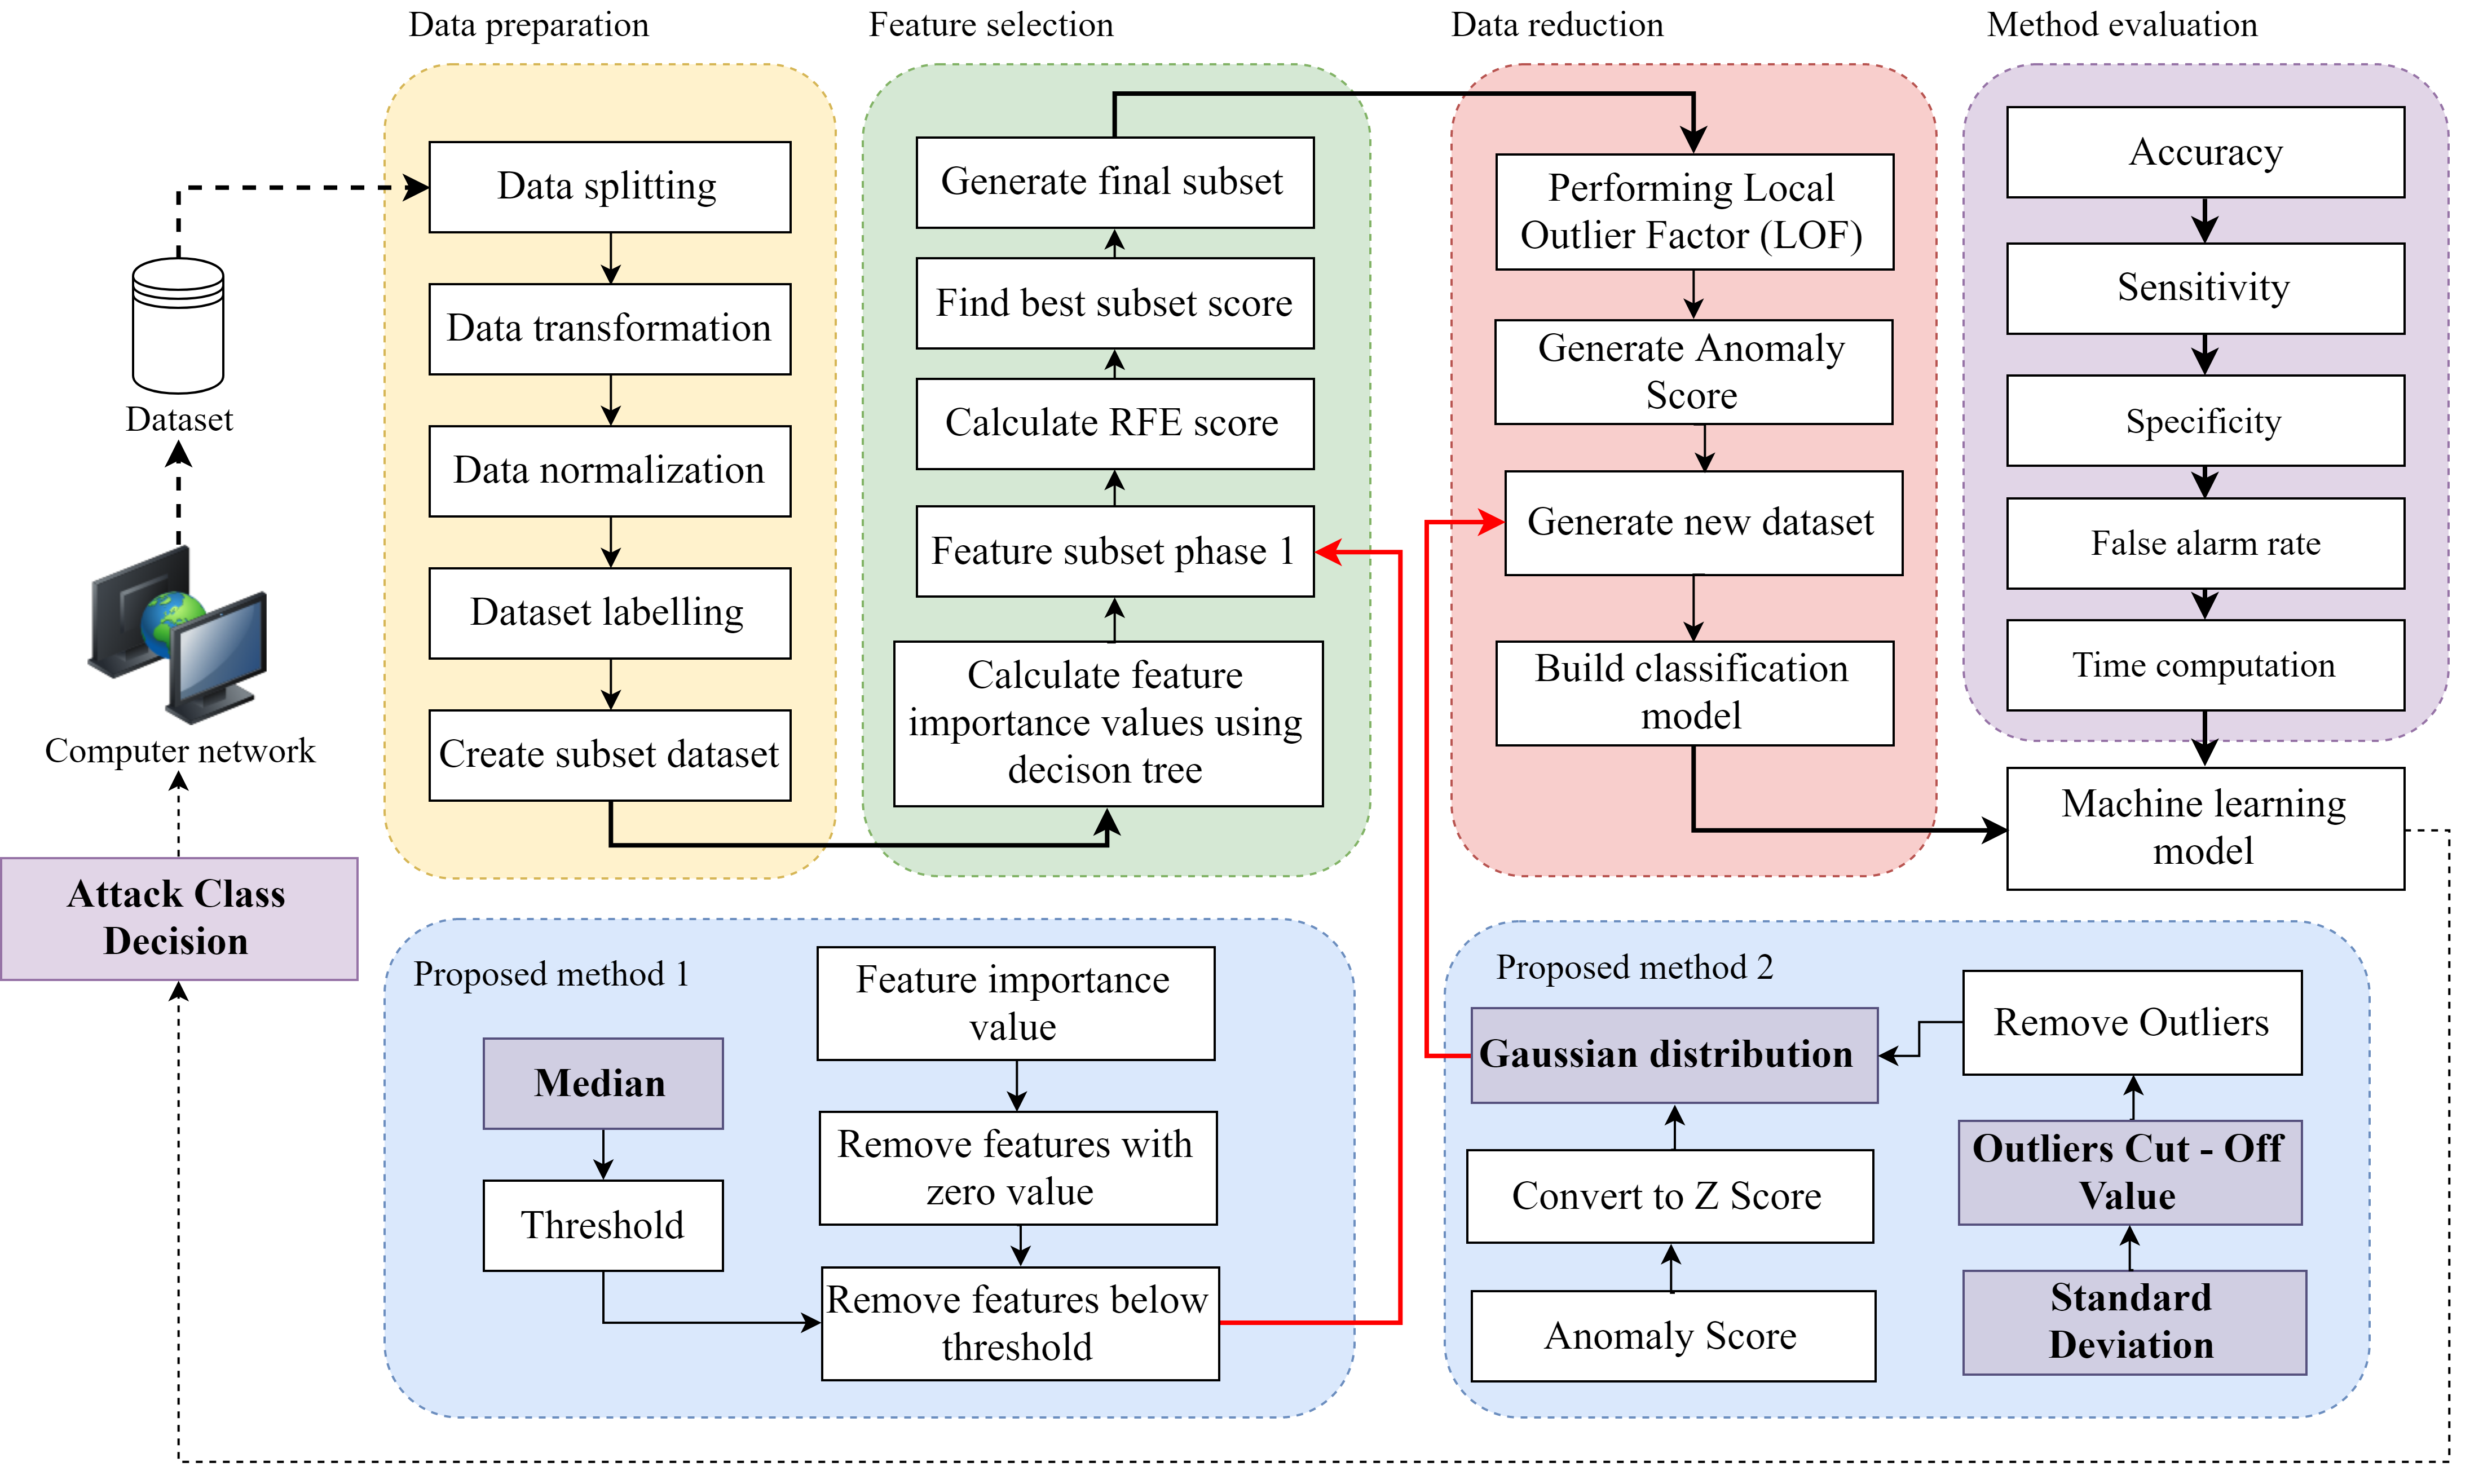 Data preparation
Feature selection
Data reduction
Method evaluation
Dataset
Computer network
Attack Class
Decision
Data splitting
Data transformation
Data normalization
Dataset labelling
Create subset dataset
Generate final subset
Find best subset score
Calculate RFE score
Feature subset phase 1
Calculate feature
importance values using
decison tree
Performing Local
Outlier Factor (LOF)
Generate Anomaly
Score
Generate new dataset
Build classification
model
Accuracy
Sensitivity
Specificity
False alarm rate
Time computation
Machine learning
model
Proposed method 1
Median
Threshold
Feature importance
value
Remove features with
zero value
Remove features below
threshold
Proposed method 2
Gaussian distribution
Convert to Z Score
Anomaly Score
Remove Outliers
Outliers Cut - Off
Value
Standard
Deviation